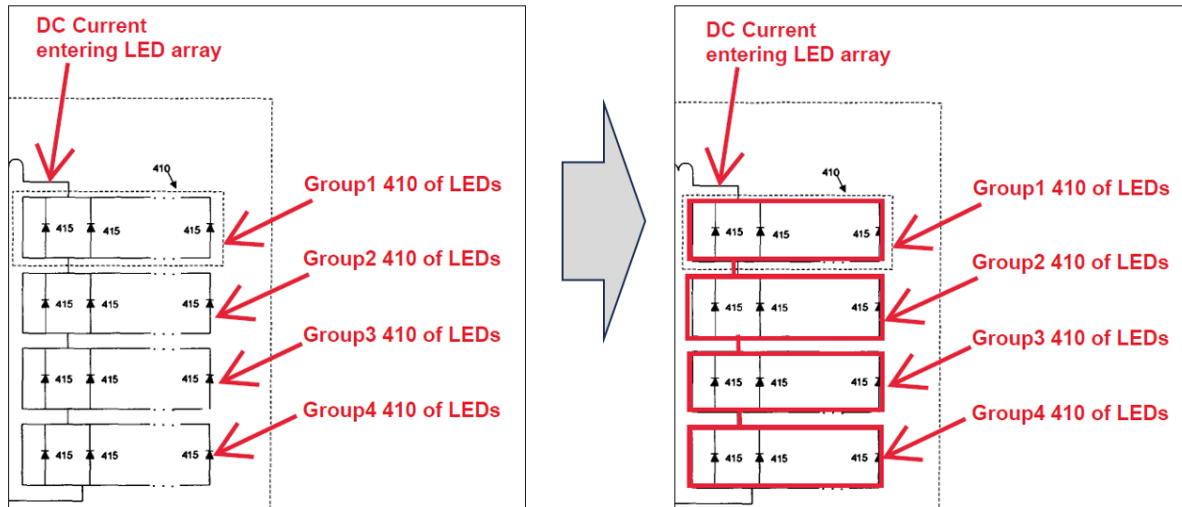 DC Current
entering LED array
410
Group1 410 of LEDs
415 415 415
Group2 410 of LEDs
415 415 415
Group3 410 of LEDs
415 415 415
Group4 410 of LEDs
415 415 415
DC Current
entering LED array
410
Group1 410 of LEDs
415 415 415
Group2 410 of LEDs
415 415 415
Group3 410 of LEDs
415 415 415
Group4 410 of LEDs
415 415 415